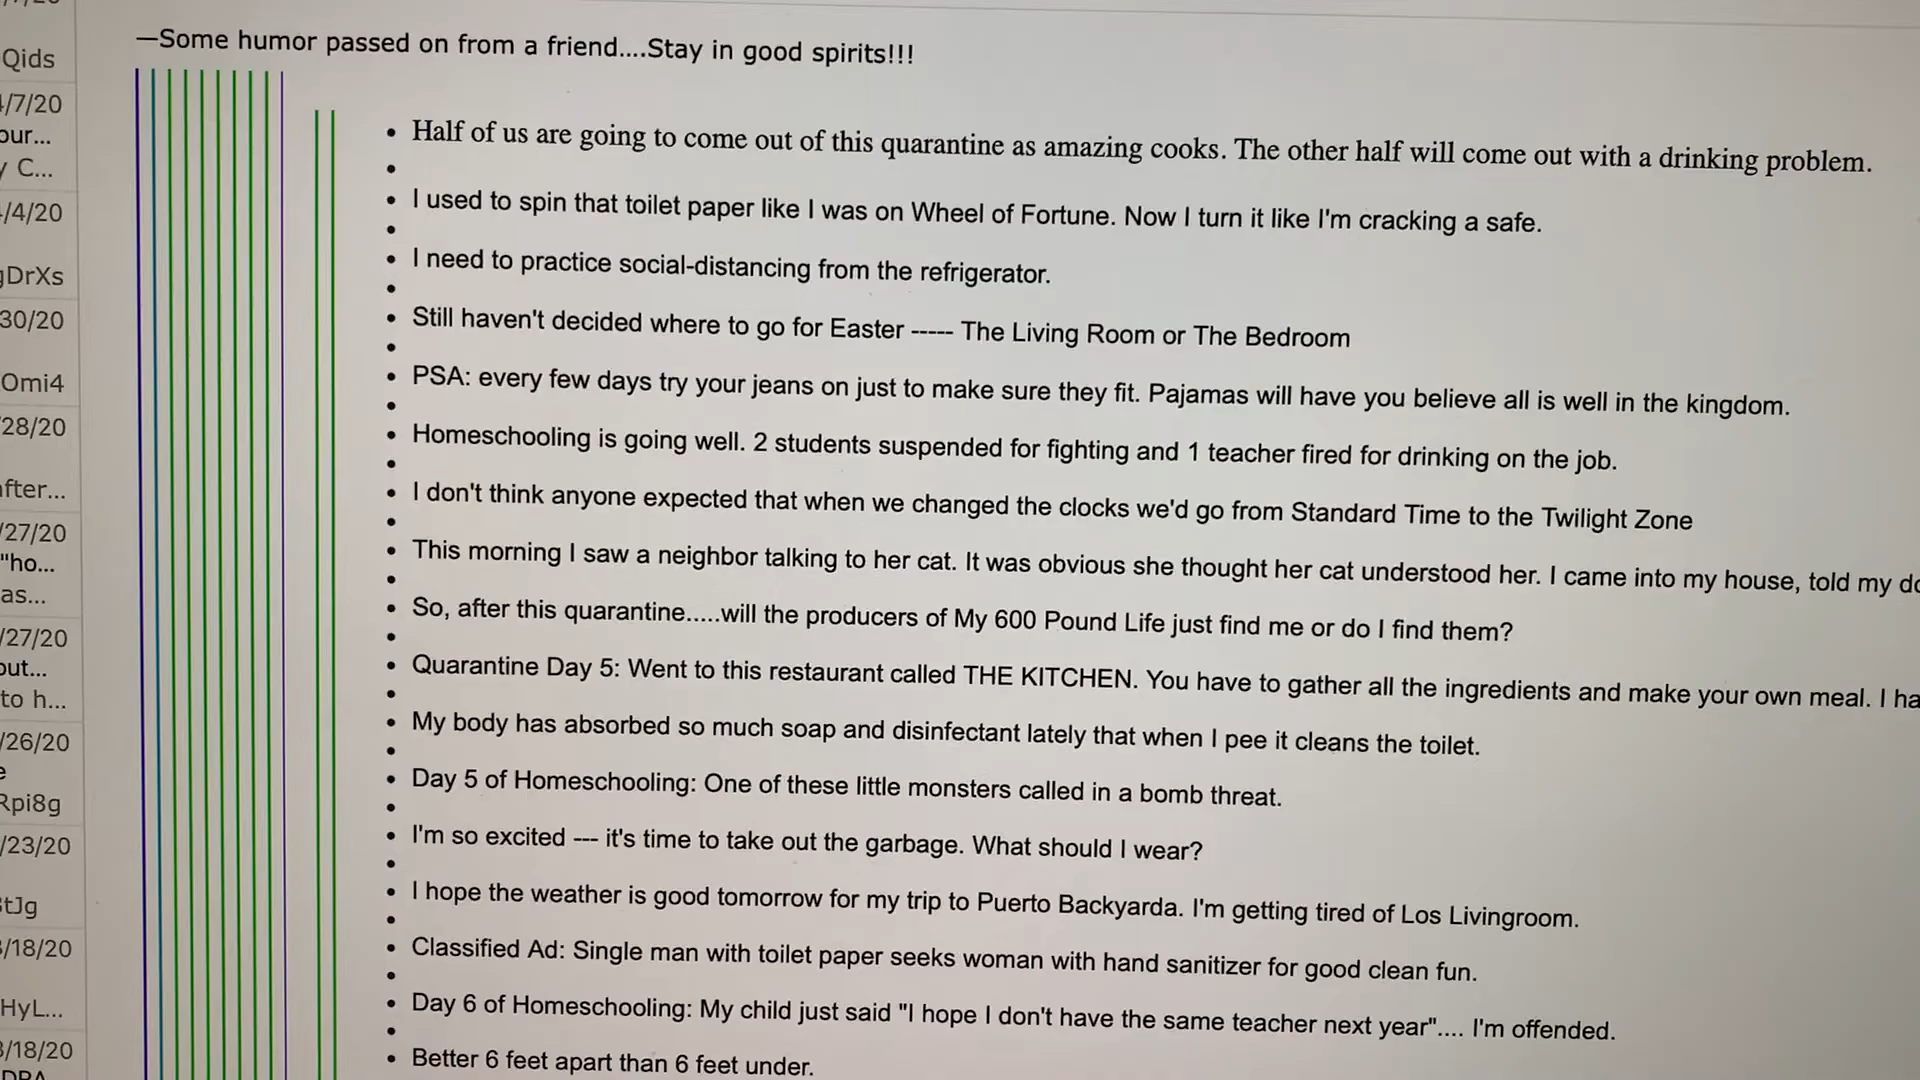 Qids
/7/20
our...
y C...
/4/20
gDrXs
30/20
Omi4
28/20
after...
/27/20
"ho...
as...
/27/20
out...
to h...
/26/20
e
Rpi8g
/23/20
tJg
3/18/20
HyL...
3/18/20
—Some humor passed on from a friend....Stay in good spirits!!!
• Half of us are going to come out of this quarantine as amazing cooks. The other half will come out with a drinking problem.
•
• I used to spin that toilet paper like I was on Wheel of Fortune. Now I turn it like I'm cracking a safe.
•
• I need to practice social-distancing from the refrigerator.
•
• Still haven't decided where to go for Easter ----- The Living Room or The Bedroom
•
• PSA: every few days try your jeans on just to make sure they fit. Pajamas will have you believe all is well in the kingdom.
•
• Homeschooling is going well. 2 students suspended for fighting and 1 teacher fired for drinking on the job.
•
• I don't think anyone expected that when we changed the clocks we'd go from Standard Time to the Twilight Zone
•
• This morning I saw a neighbor talking to her cat. It was obvious she thought her cat understood her. I came into my house, told my do
•
• So, after this quarantine.....will the producers of My 600 Pound Life just find me or do I find them?
•
• Quarantine Day 5: Went to this restaurant called THE KITCHEN. You have to gather all the ingredients and make your own meal. I ha
•
• My body has absorbed so much soap and disinfectant lately that when I pee it cleans the toilet.
•
• Day 5 of Homeschooling: One of these little monsters called in a bomb threat.
•
• I'm so excited --- it's time to take out the garbage. What should I wear?
•
• I hope the weather is good tomorrow for my trip to Puerto Backyarda. I'm getting tired of Los Livingroom.
•
• Classified Ad: Single man with toilet paper seeks woman with hand sanitizer for good clean fun.
•
• Day 6 of Homeschooling: My child just said "I hope I don't have the same teacher next year".... I'm offended.
•
• Better 6 feet apart than 6 feet under.